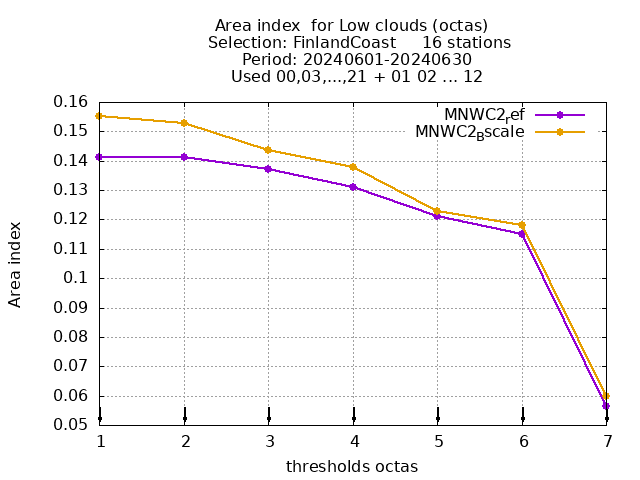 Area index  for Low clouds (octas)
Selection: FinlandCoast     16 stations
Period: 20240601-20240630
Used 00,03,...,21 + 01 02 ... 12
MNWC2ref
MNWC2Bscale
0.16
0.15
0.14
0.13
0.12
0.11
0.1
0.09
0.08
0.07
0.06
0.05
Area index
1 2 3 4 5 6 7
thresholds octas